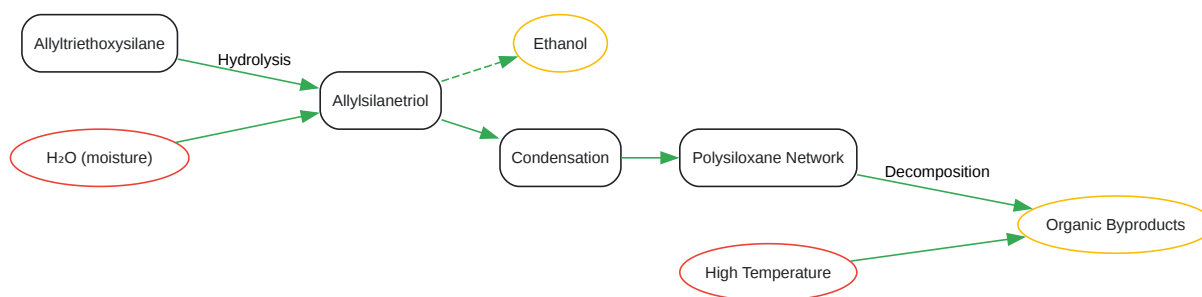 Allyltriethoxysilane
Hydrolysis
H₂O (moisture)
Allylsilanetriol
Ethanol
Condensation
Polysiloxane Network
Decomposition
High Temperature
Organic Byproducts